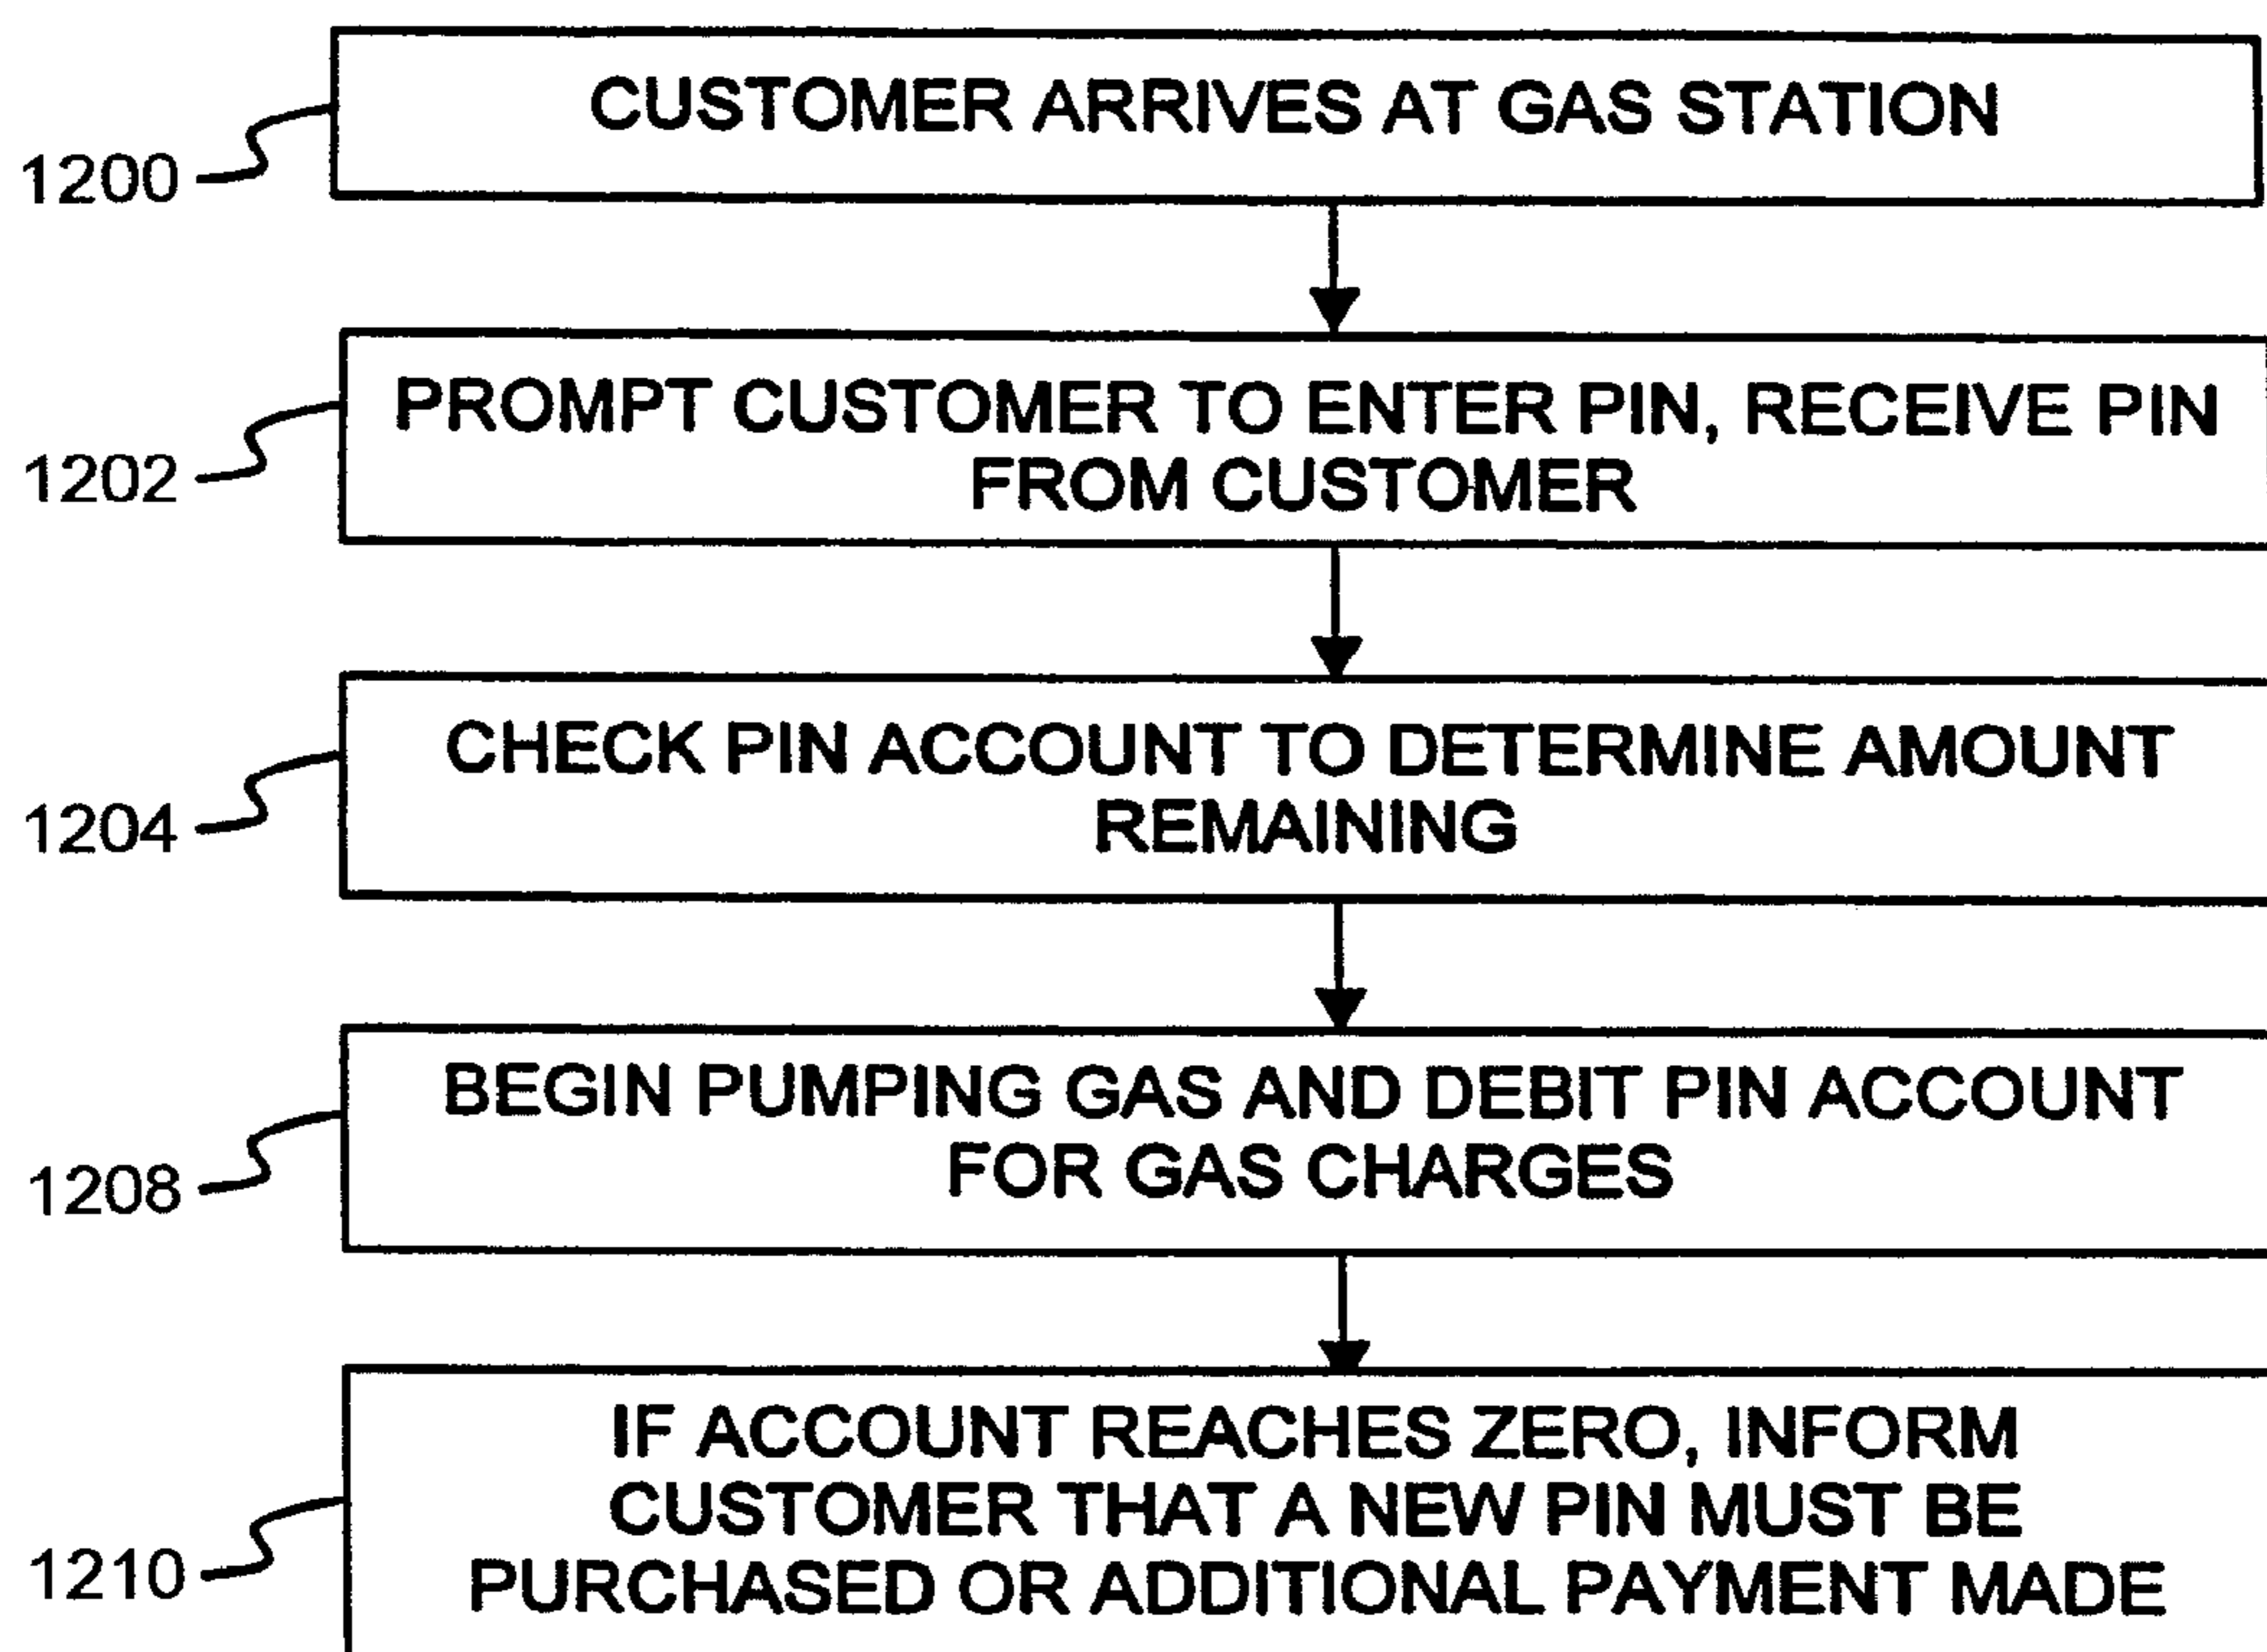 CUSTOMER ARRIVES AT GAS STATION
1200
PROMPT CUSTOMER TO ENTER PIN, RECEIVE PIN
FROM CUSTOMER
1202
CHECK PIN ACCOUNT TO DETERMINE AMOUNT
REMAINING
1204
BEGIN PUMPING GAS AND DEBIT PIN ACCOUNT
FOR GAS CHARGES
1208
IF ACCOUNT REACHES ZERO, INFORM
CUSTOMER THAT A NEW PIN MUST BE
PURCHASED OR ADDITIONAL PAYMENT MADE
1210